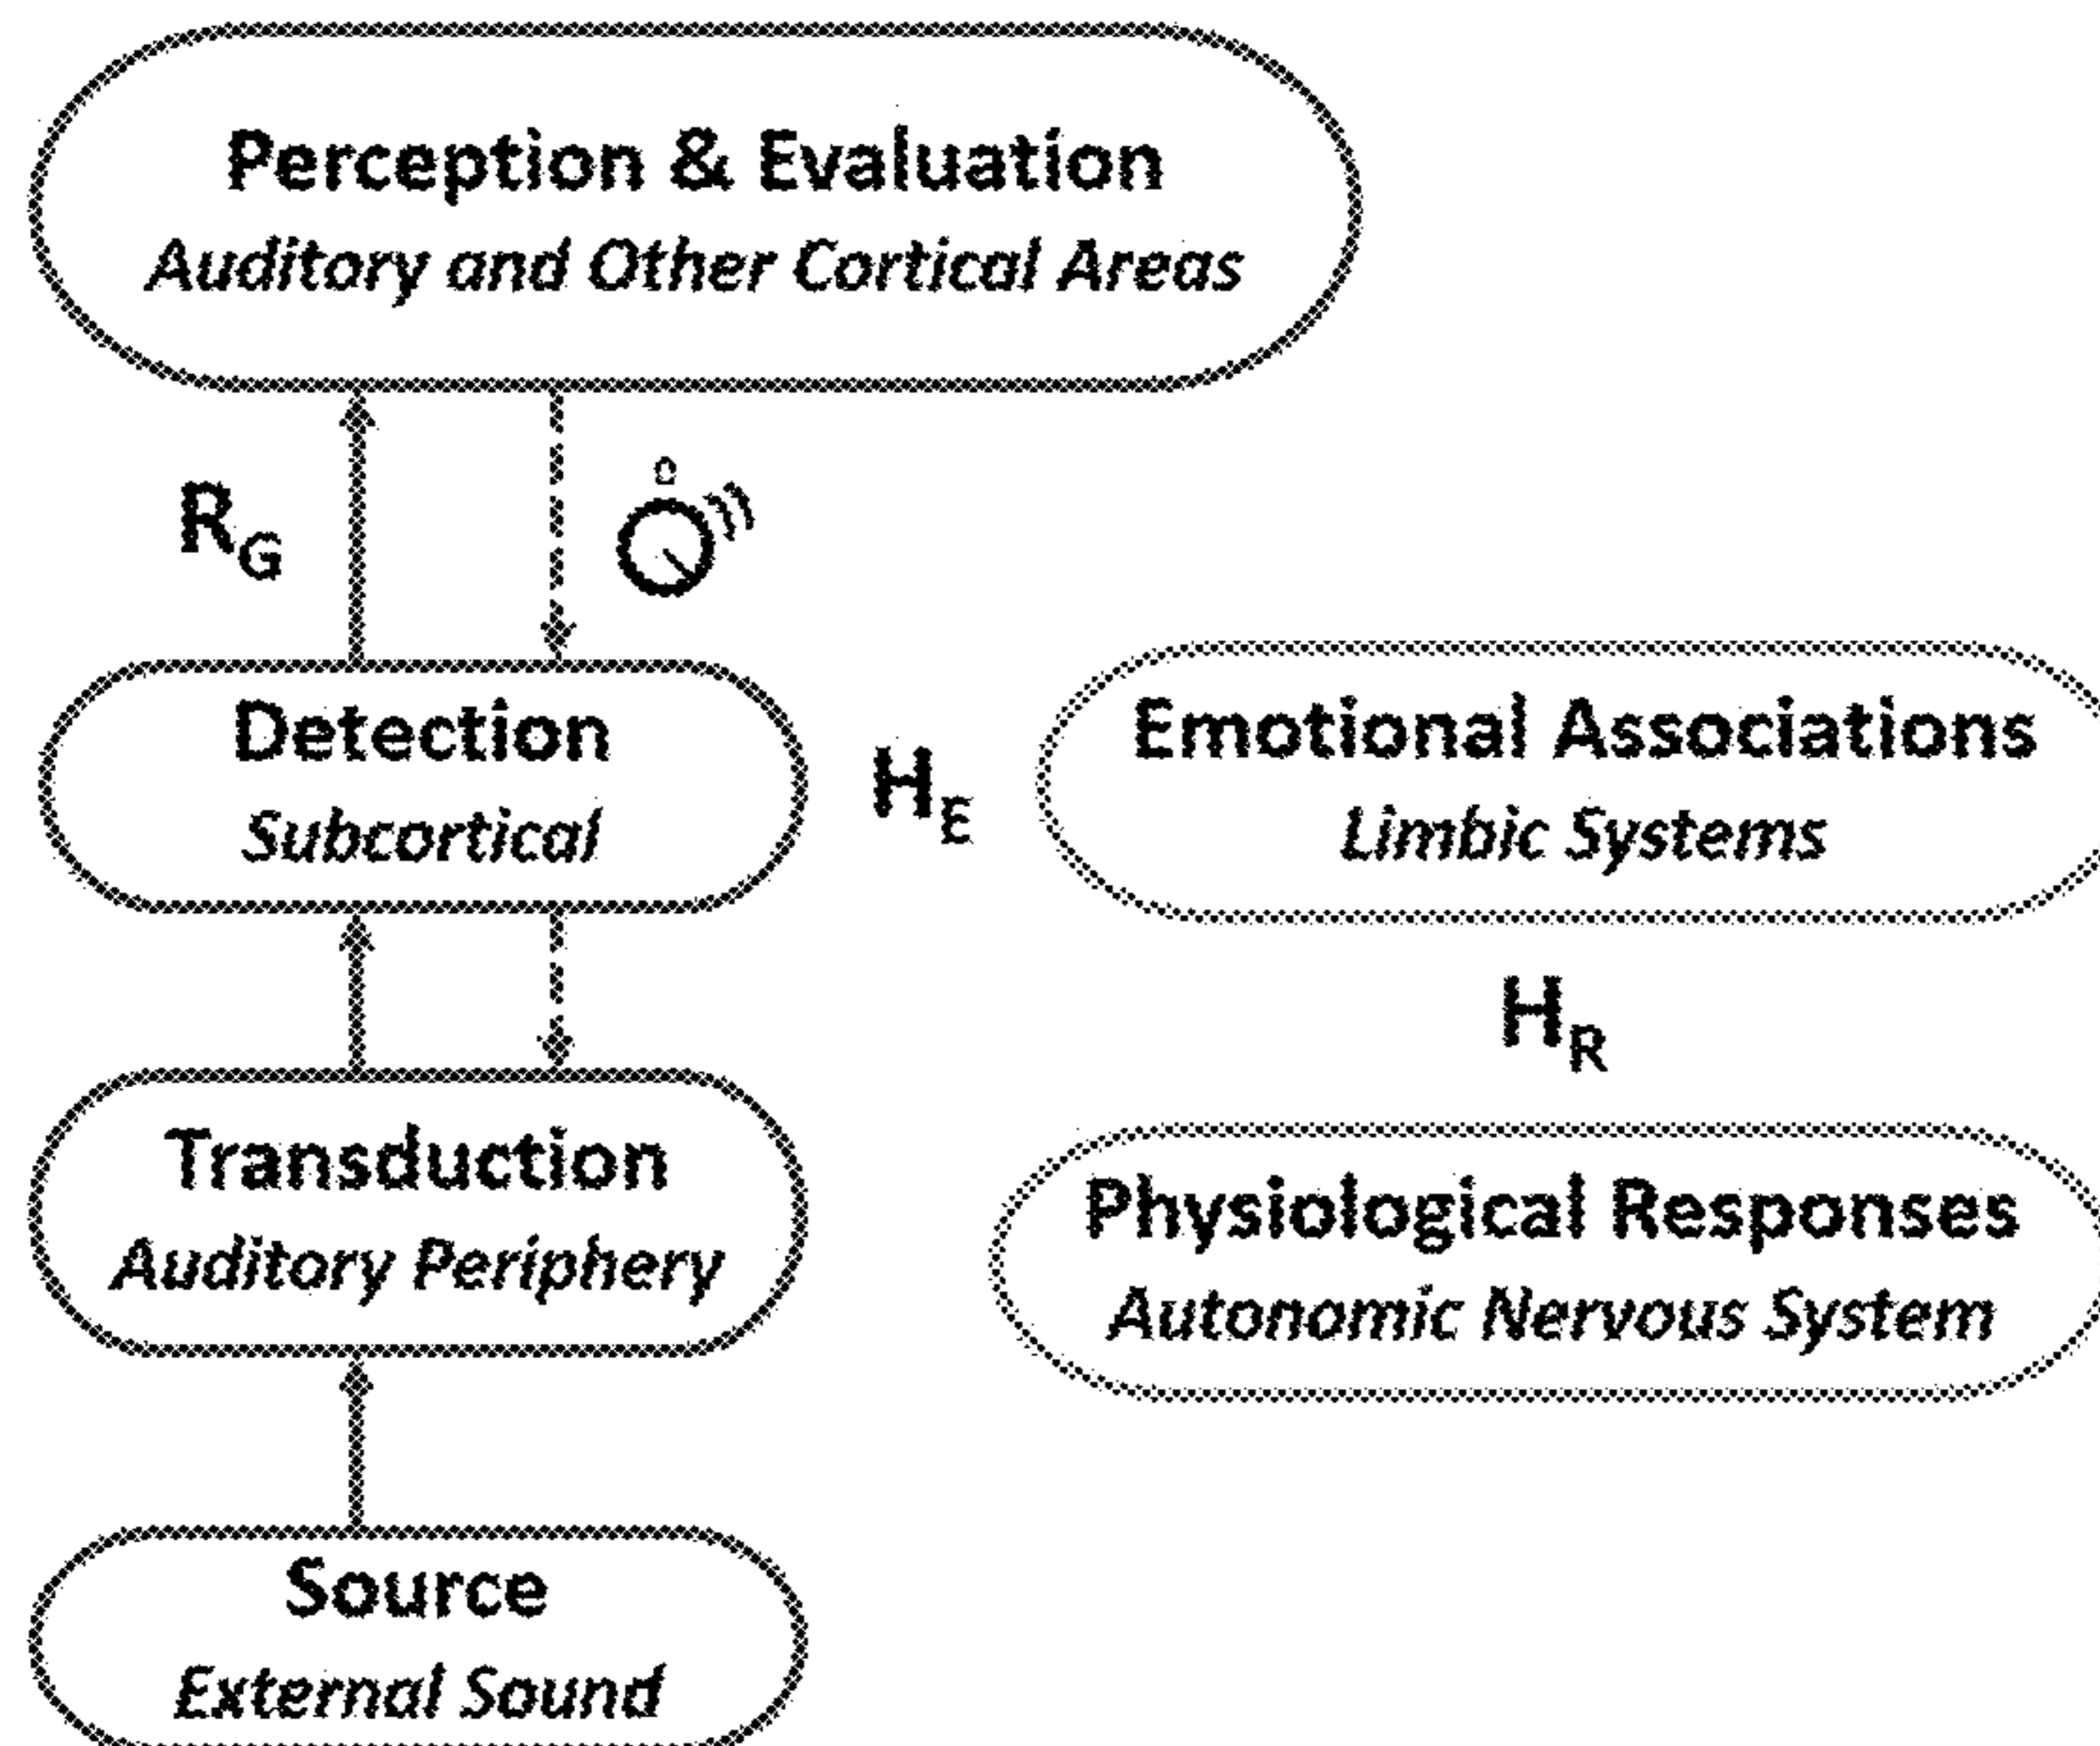 Perception & Evaluation
Auditory and Other Cortical Areas
R_G
Detection
Subcortical
H_E
Emotional Associations
Limbic Systems
H_R
Transduction
Auditory Periphery
Physiological Responses
Autonomic Nervous System
Source
External Sound